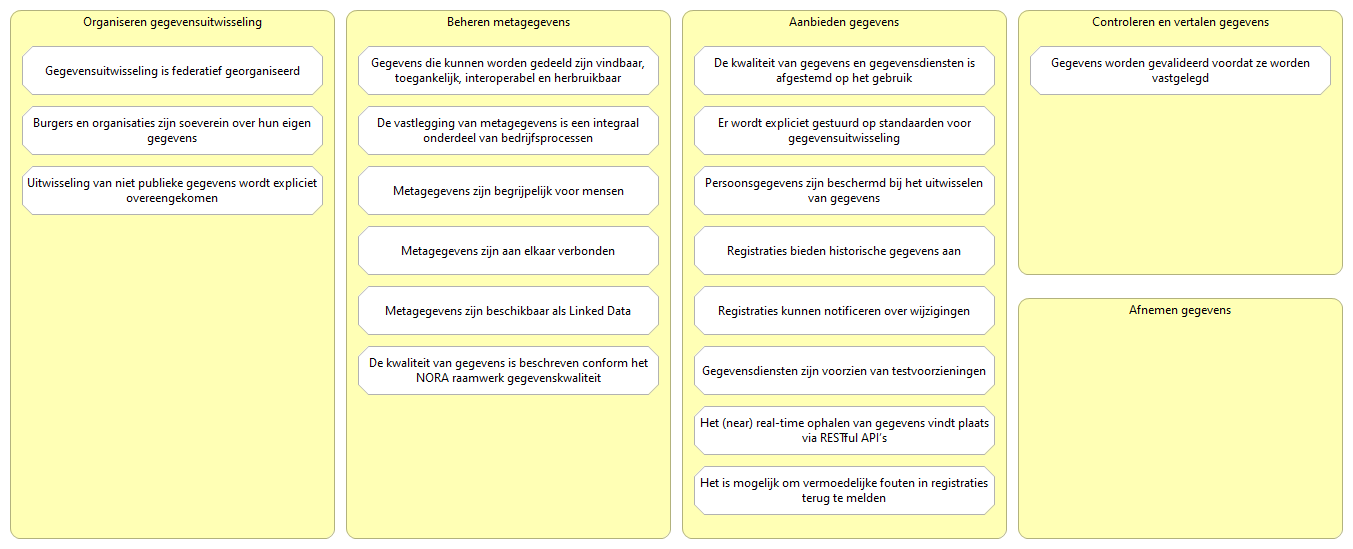 Organiseren gegevensuitwisseling
Gegevensuitwisseling is federatief georganiseerd
Burgers en organisaties zijn soeverein over hun eigen
gegevens
Uitwisseling van niet publieke gegevens wordt expliciet
overeengekomen
Beheren metagegevens
Gegevens die kunnen worden gedeeld zijn vindbaar,
toegankelijk, interoperabel en herbruikbaar
De vastlegging van metagegevens is een integraal
onderdeel van bedrijfsprocessen
Metagegevens zijn begrijpelijk voor mensen
Metagegevens zijn aan elkaar verbonden
Metagegevens zijn beschikbaar als Linked Data
De kwaliteit van gegevens is beschreven conform het
NORA raamwerk gegevenskwaliteit
Aanbieden gegevens
De kwaliteit van gegevens en gegevensdiensten is
afgestemd op het gebruik
Er wordt expliciet gestuurd op standaarden voor
gegevensuitwisseling
Persoonsgegevens zijn beschermd bij het uitwisselen
van gegevens
Registraties bieden historische gegevens aan
Registraties kunnen notificeren over wijzigingen
Gegevensdiensten zijn voorzien van testvoorzieningen
Het (near) real-time ophalen van gegevens vindt plaats
via RESTful API's
Het is mogelijk om vermoedelijke fouten in registraties
terug te melden
Controleren en vertalen gegevens
Gegevens worden gevalideerd voordat ze worden
vastgelegd
Afnemen gegevens